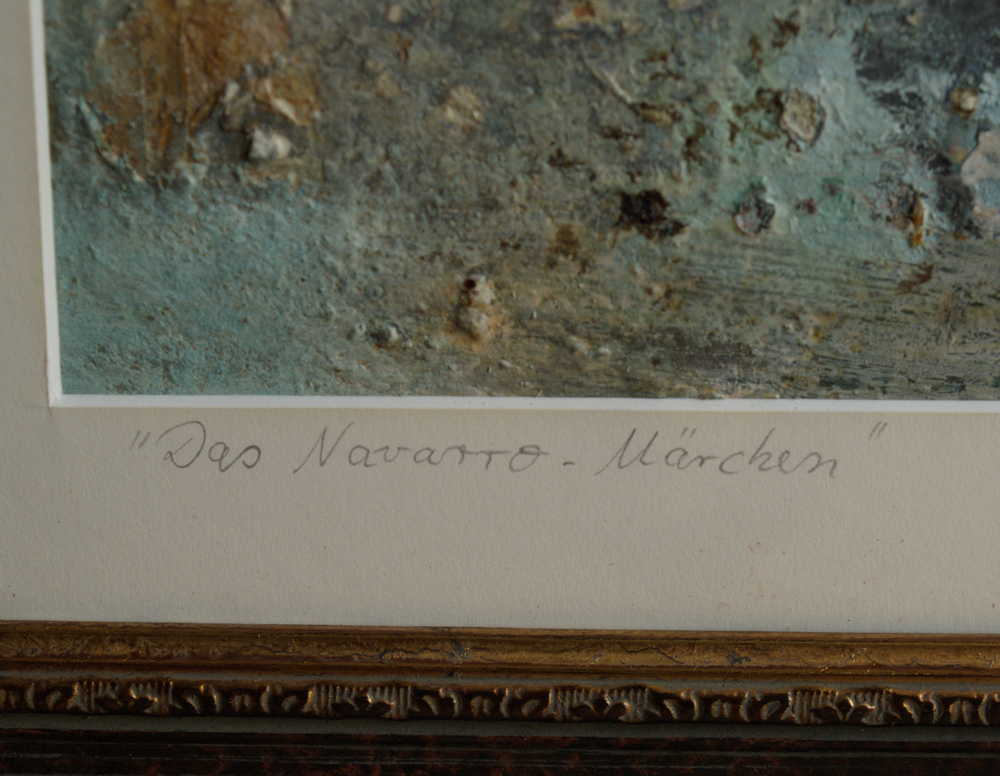 "Das Navarro - Märchen"